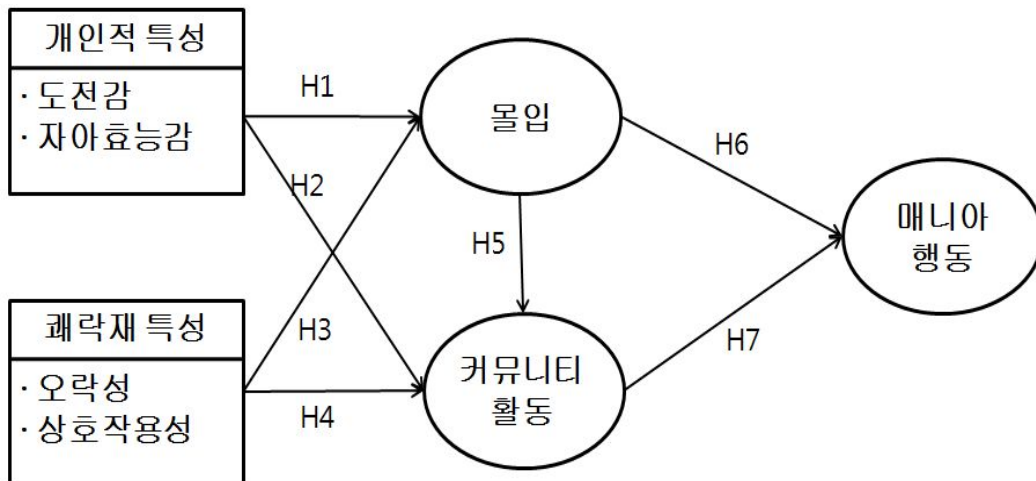 개인적 특성
· 도전감
· 자아효능감
H1
몰입
H2
H6
매니아
행동
H5
쾌락재 특성
· 오락성
· 상호작용성
H3
H4
커뮤니티
활동
H7